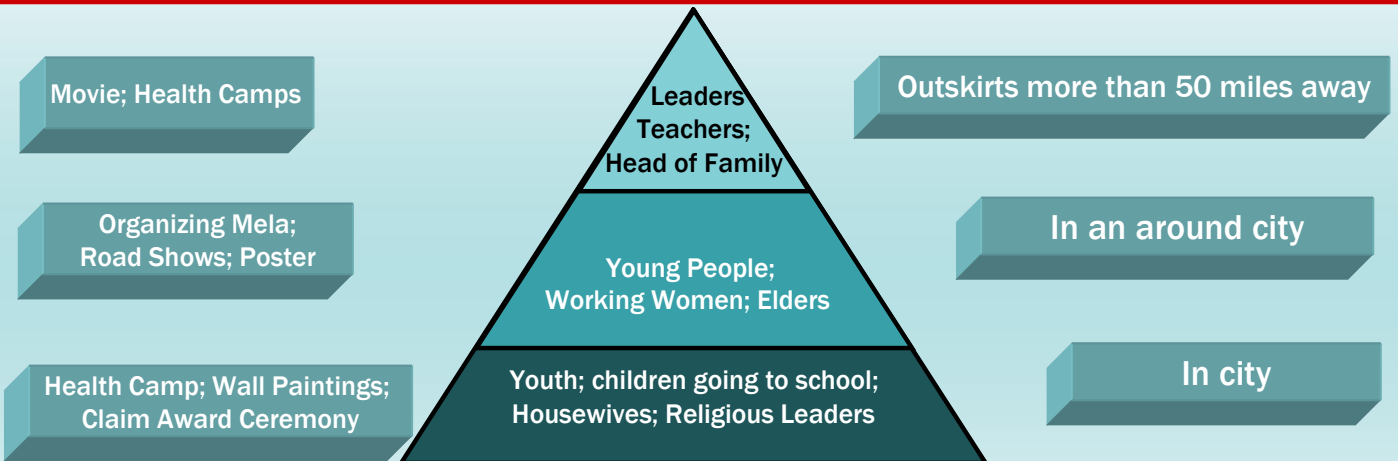 Movie; Health Camps
Leaders
Teachers;
Head of Family
Outskirts more than 50 miles away
Organizing Mela;
Road Shows; Poster
Young People;
Working Women; Elders
In an around city
Health Camp; Wall Paintings;
Claim Award Ceremony
Youth; children going to school;
Housewives; Religious Leaders
In city